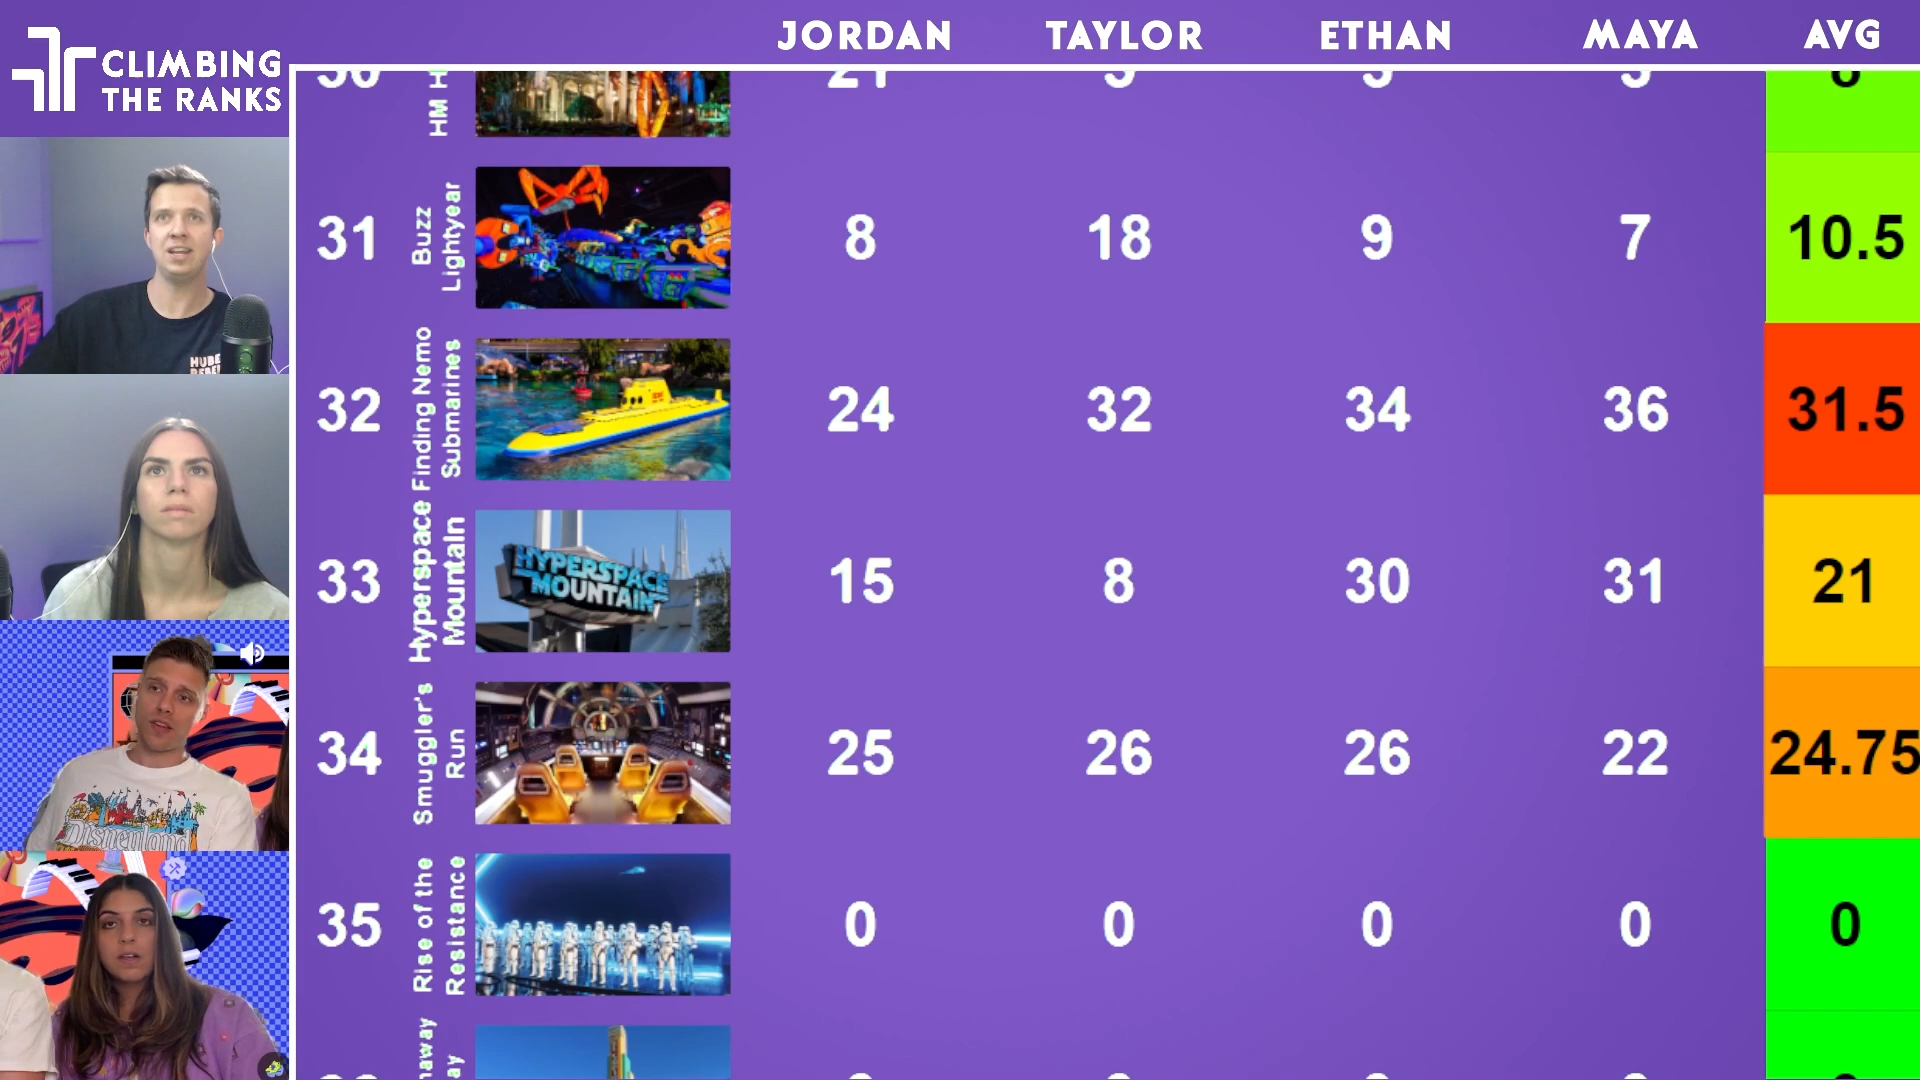 CLIMBING
THE RANKS
JORDAN TAYLOR ETHAN MAYA AVG
HM H
31 Buzz Lightyear 8 18 9 7 10.5
32 Finding Nemo Submarines 24 32 34 36 31.5
33 Hyperspace Mountain 15 8 30 31 21
HYPERSPACE
MOUNTAIN
34 Smuggler's Run 25 26 26 22 24.75
35 Rise of the Resistance 0 0 0 0 0
Disneyland